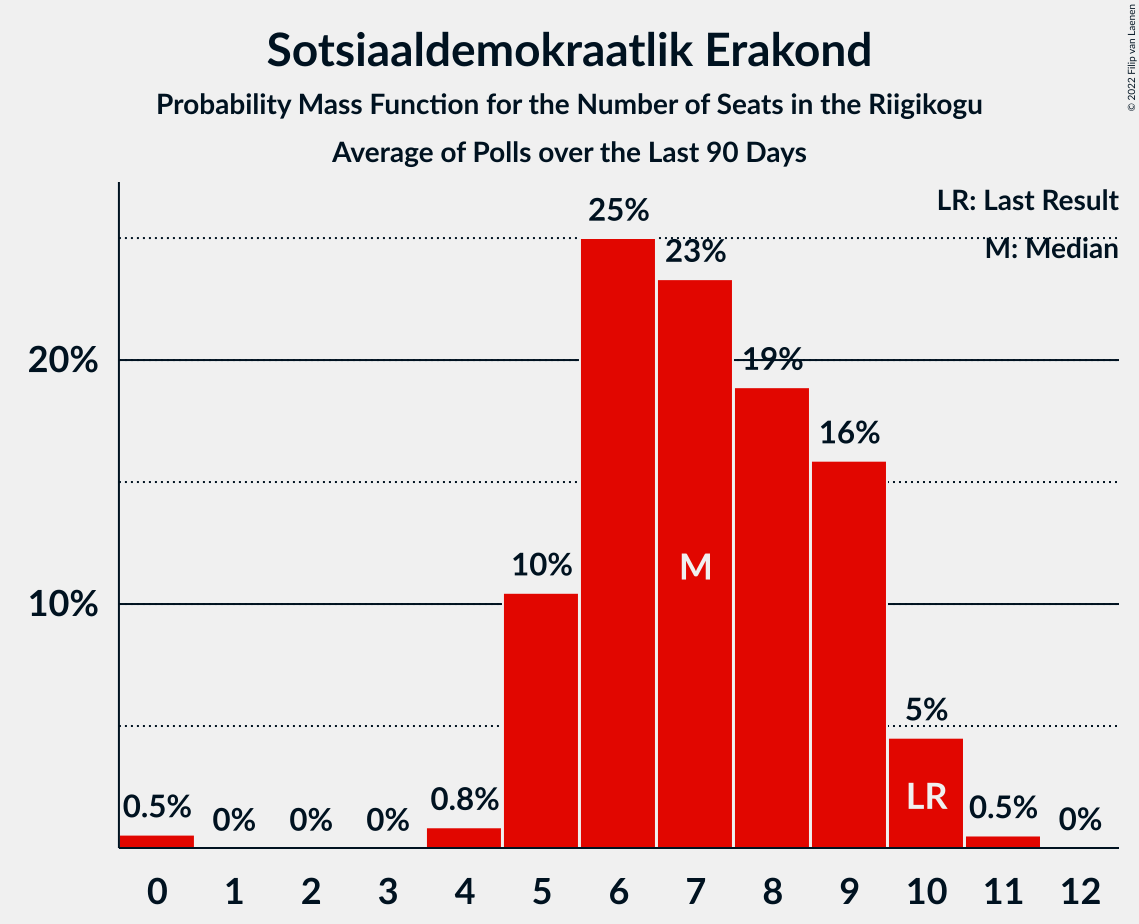 Sotsiaaldemokraatlik Erakond
Probability Mass Function for the Number of Seats in the Riigikogu
Average of Polls over the Last 90 Days
© 2022 Filip van Laenen
LR: Last Result
M: Median
25%
23%
20%
19%
16%
10%
M
10%
5%
LR
0.5%
0%
0%
0%
0.8%
0.5%
0%
0 1 2 3 4 5 6 7 8 9 10 11 12